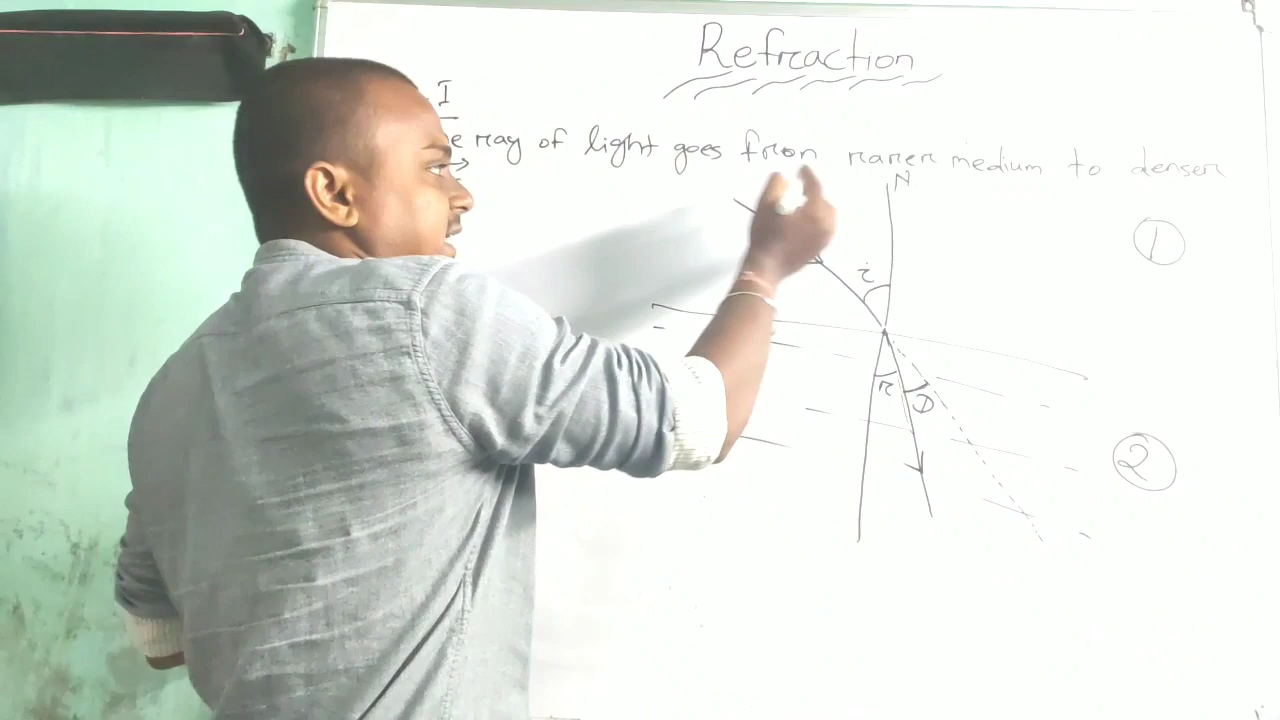 Refraction
I
ray of light goes from rarer medium to denser
N
1
i
r
D
2